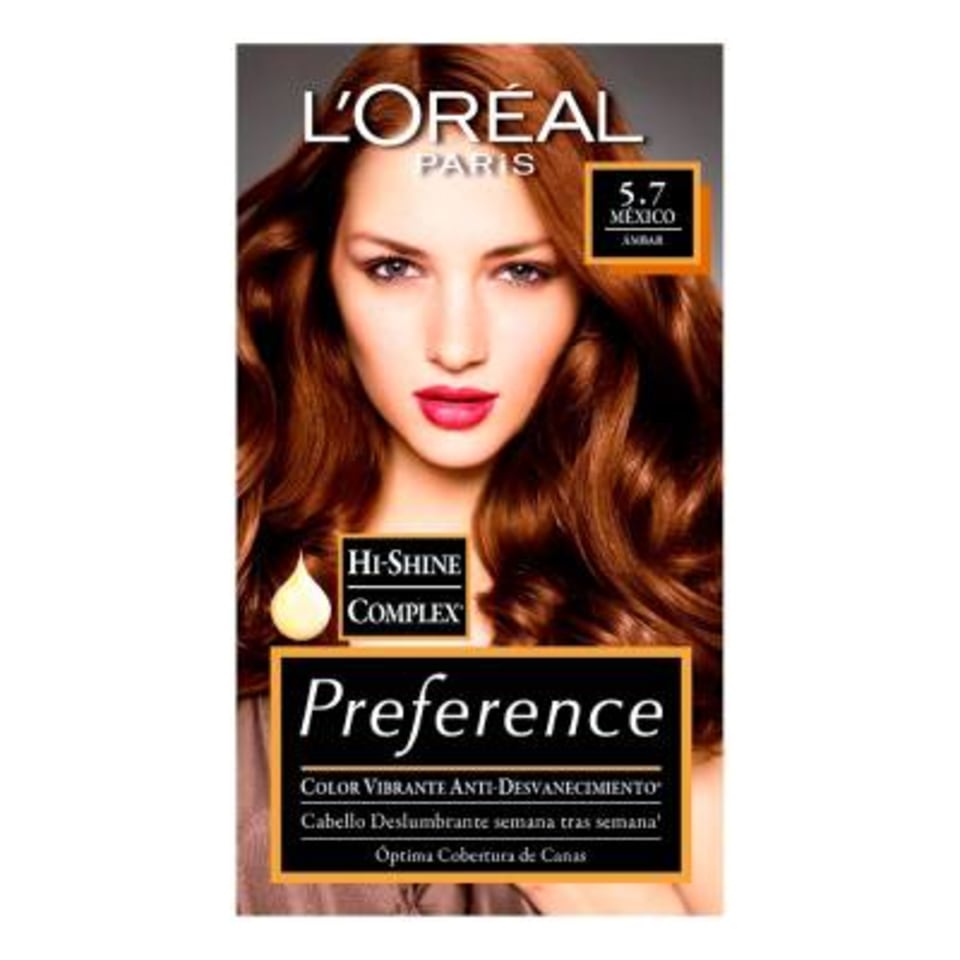 L'ORÉAL
PARIS
5.7
MÉXICO
ÁMBAR
HI-SHINE
COMPLEX
Preference
COLOR VIBRANTE ANTI-DESVANECIMIENTO
Cabello Deslumbrante semana tras semana¹
Óptima Cobertura de Canas